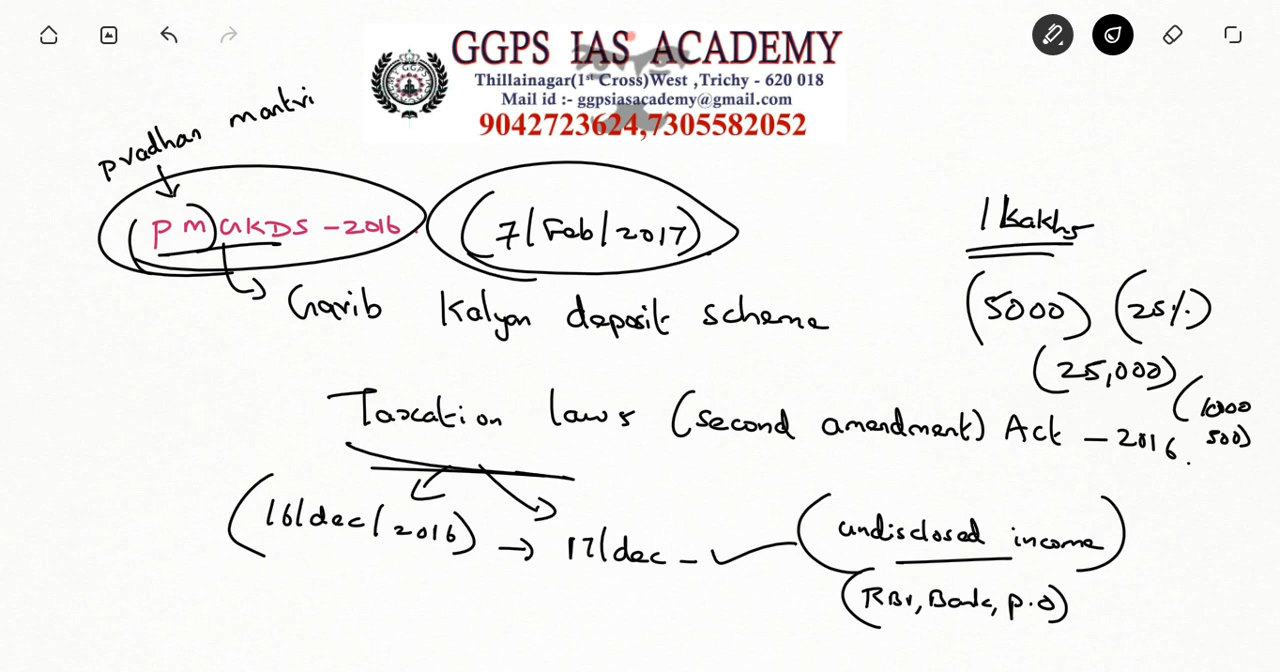 GGPS IAS ACADEMY
Thillainagar(1st Cross)West ,Trichy - 620 018
Mail id :- ggpsiasacademy@gmail.com
9042723624,7305582052
pradhan mantri
PMGKDS - 2016 (7/Feb/2017)
Garib Kalyan deposit scheme
1 Lakhs
(5000) (25%)
(25,000)
(1000
500)
Taxation laws (second amendment) Act - 2016.
(16/dec/2016) → 17/dec -
(undisclosed income)
(RBI, Bank, p.o)